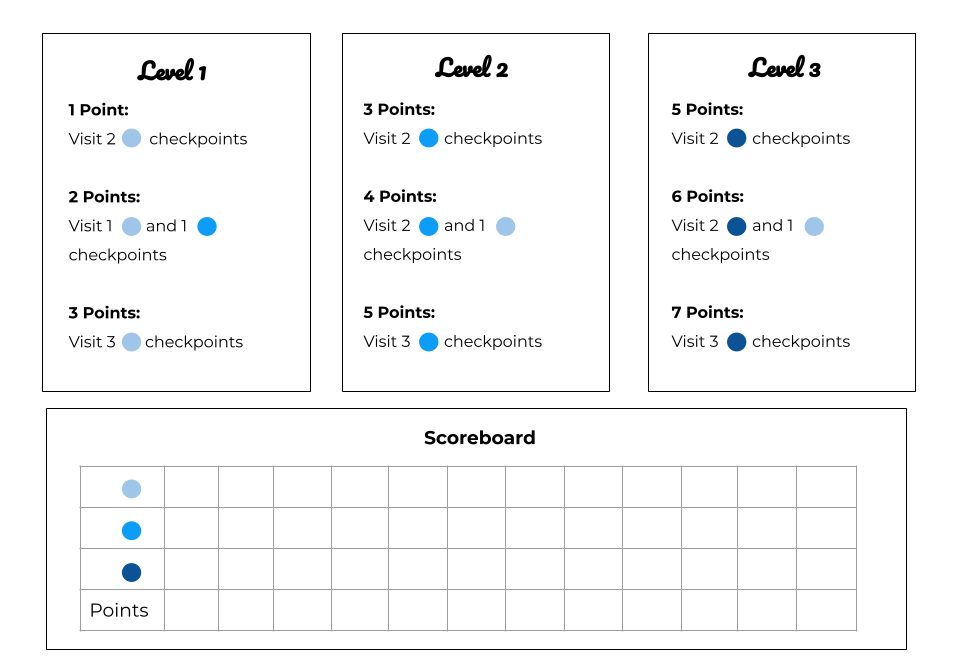 Level 1
1 Point:
Visit 2 checkpoints
2 Points:
Visit 1 and 1
checkpoints
3 Points:
Visit 3 checkpoints
Level 2
3 Points:
Visit 2 checkpoints
4 Points:
Visit 2 and 1
checkpoints
5 Points:
Visit 3 checkpoints
Level 3
5 Points:
Visit 2 checkpoints
6 Points:
Visit 2 and 1
checkpoints
7 Points:
Visit 3 checkpoints
Scoreboard
Points